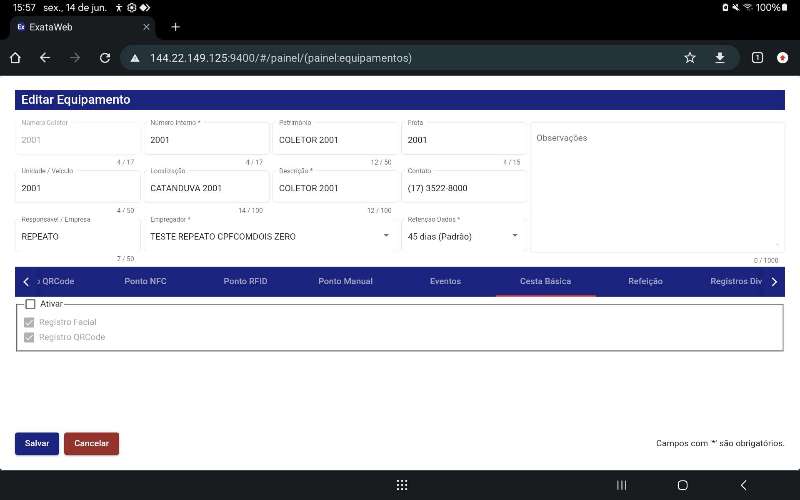 15:57 sex., 14 de jun. 100%
ExataWeb
144.22.149.125:9400/#/painel/(painel:equipamentos)
1
Editar Equipamento
Número Coletor Número Interno * Patrimônio Frota
2001 2001 COLETOR 2001 2001 Observações
4 / 17 4 / 17 12 / 50 4 / 15
Unidade / Veículo Localização Descrição * Contato
2001 CATANDUVA 2001 COLETOR 2001 (17) 3522-8000
4 / 50 14 / 100 12 / 100
Responsável / Empresa Empregador * Retenção Dados *
REPEATO TESTE REPEATO CPFCOMDOIS ZERO 45 dias (Padrão)
7 / 50 0 / 1000
QRCode Ponto NFC Ponto RFID Ponto Manual Eventos Cesta Básica Refeição Registros Div
Ativar
Registro Facial
Registro QRCode
Salvar Cancelar Campos com '*' são obrigatórios.